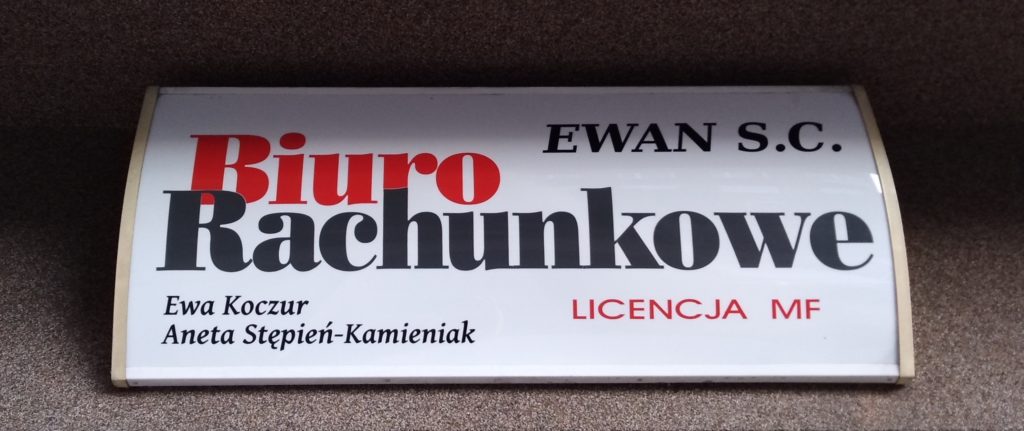 EWAN S.C.
Biuro
Rachunkowe
Ewa Koczur
Aneta Stępień-Kamieniak
LICENCJA MF